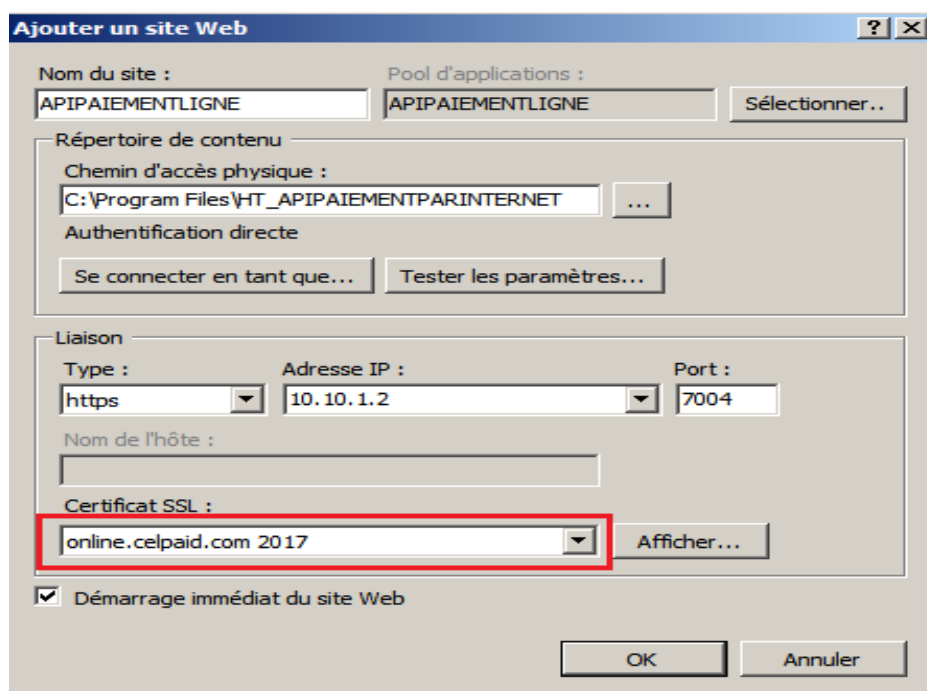 Ajouter un site Web
Nom du site : Pool d'applications :
APIPAIEMENTLIGNE APIPAIEMENTLIGNE Sélectionner..
Répertoire de contenu
Chemin d'accès physique :
C:\Program Files\HT_APIPAIEMENTPARINTERNET ...
Authentification directe
Se connecter en tant que... Tester les paramètres...
Liaison
Type : Adresse IP : Port :
https 10.10.1.2 7004
Nom de l'hôte :
Certificat SSL :
online.celpaid.com 2017 Afficher...
Démarrage immédiat du site Web
OK Annuler